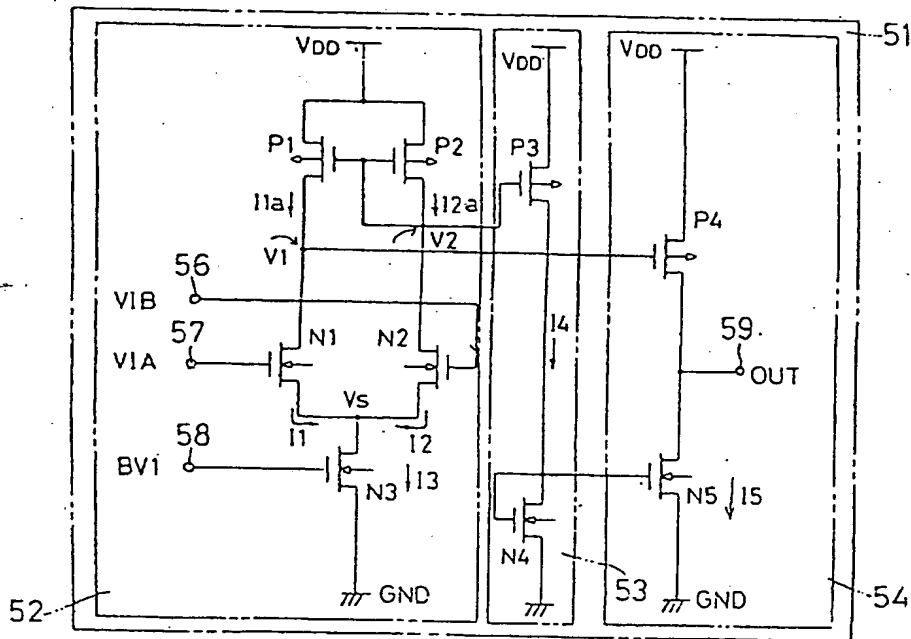 51
VDD
VDD
VDD
P1
P2
P3
P4
I1a
I2a
V1
V2
56
VIB
57
VIA
N1
N2
I4
59
OUT
Vs
I1
I2
58
BV1
N3
I3
N4
N5
I5
GND
GND
52
53
54